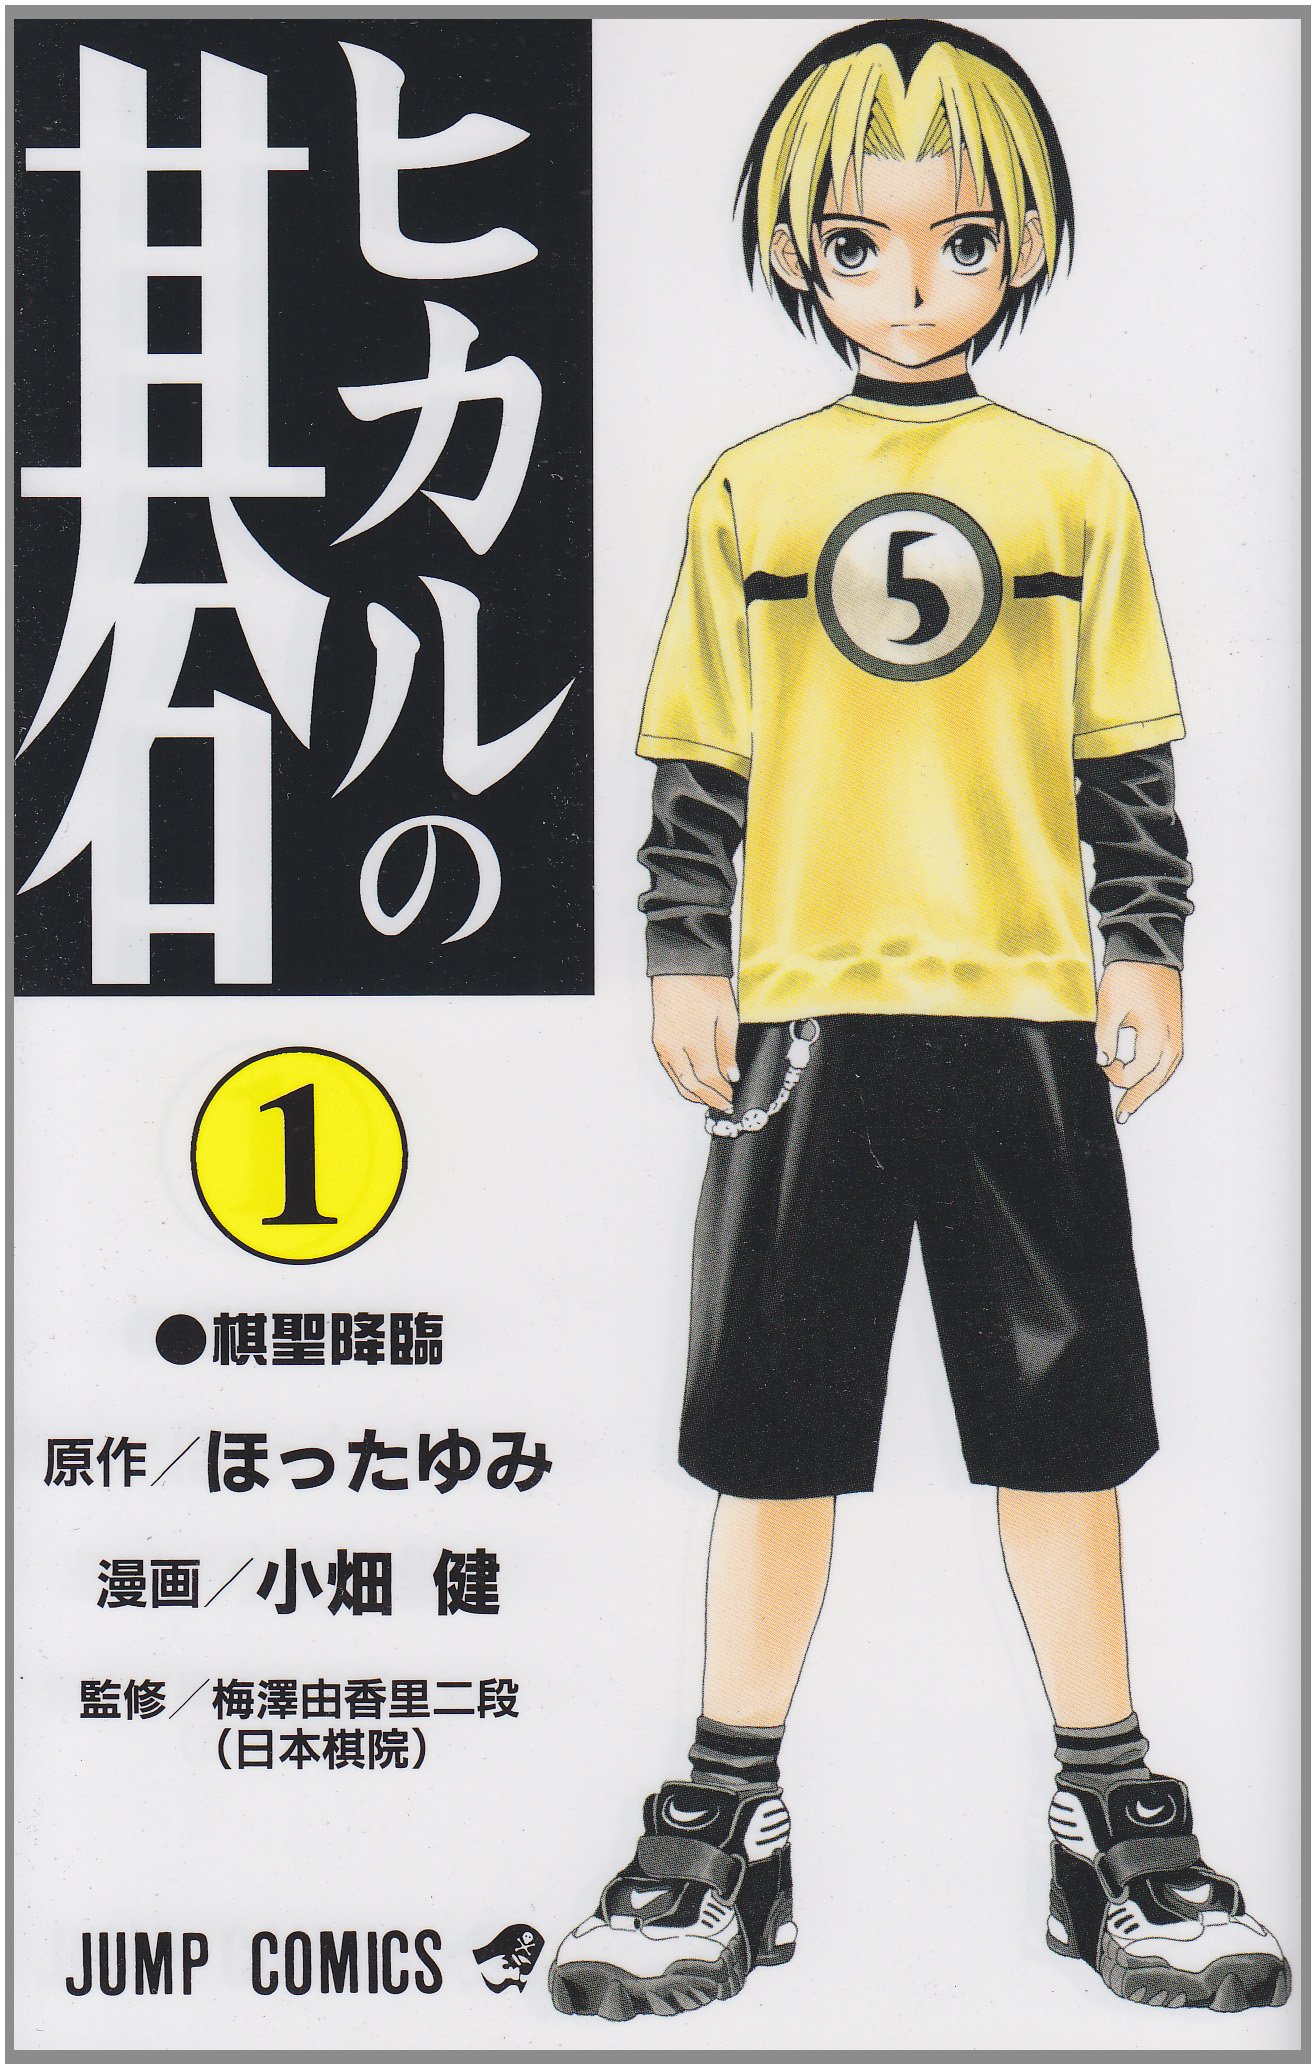 ヒカルの
碁
5
1
●棋聖降臨
原作／ほったゆみ
漫画／小畑 健
監修／梅澤由香里二段
（日本棋院）
JUMP COMICS